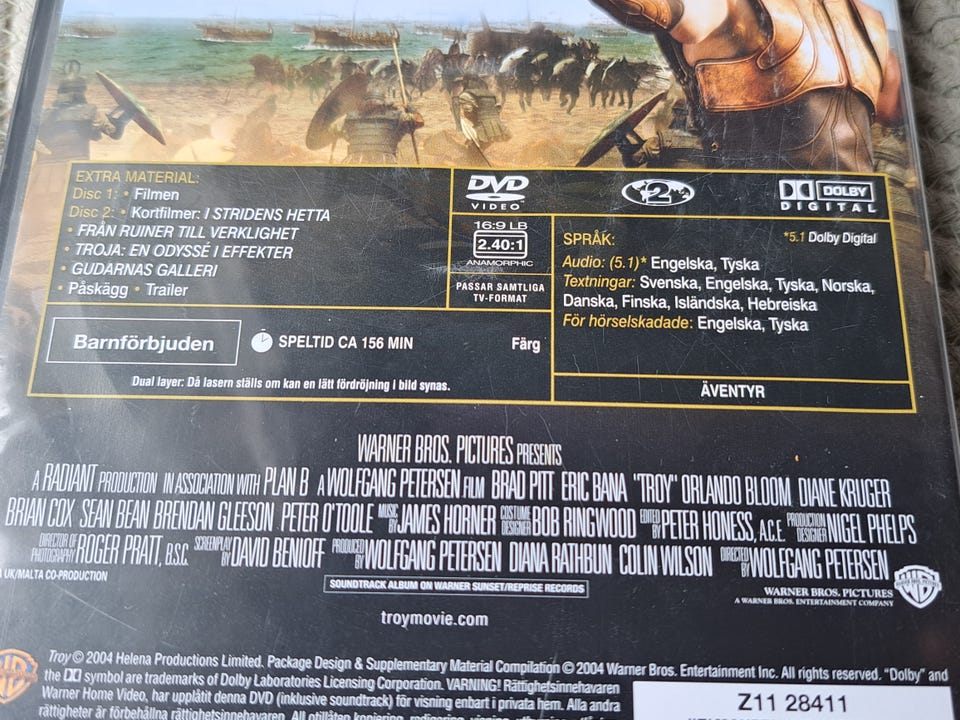 EXTRA MATERIAL:
Disc 1: • Filmen
Disc 2: • Kortfilmer: I STRIDENS HETTA
• FRÅN RUINER TILL VERKLIGHET
• TROJA: EN ODYSSÉ I EFFEKTER
• GUDARNAS GALLERI
• Påskägg • Trailer
DVD
VIDEO
2
DOLBY
DIGITAL
16:9 LB
2.40:1
ANAMORPHIC
PASSAR SAMTLIGA
TV-FORMAT
SPRÅK:
*5.1 Dolby Digital
Audio: (5.1)* Engelska, Tyska
Textningar: Svenska, Engelska, Tyska, Norska,
Danska, Finska, Isländska, Hebreiska
För hörselskadade: Engelska, Tyska
Barnförbjuden
SPELTID CA 156 MIN
Färg
Dual layer: Då lasern ställs om kan en lätt fördröjning i bild synas.
ÄVENTYR
WARNER BROS. PICTURES PRESENTS
A RADIANT PRODUCTION IN ASSOCIATION WITH PLAN B A WOLFGANG PETERSEN FILM BRAD PITT ERIC BANA "TROY" ORLANDO BLOOM DIANE KRUGER
BRIAN COX SEAN BEAN BRENDAN GLEESON PETER O'TOOLE MUSIC BY JAMES HORNER COSTUME DESIGNER BOB RINGWOOD EDITED BY PETER HONESS, A.C.E. PRODUCTION DESIGNER NIGEL PHELPS
DIRECTOR OF PHOTOGRAPHY ROGER PRATT, B.S.C. SCREENPLAY BY DAVID BENIOFF PRODUCED BY WOLFGANG PETERSEN DIANA RATHBUN COLIN WILSON DIRECTED BY WOLFGANG PETERSEN
A UK/MALTA CO-PRODUCTION
SOUNDTRACK ALBUM ON WARNER SUNSET/REPRISE RECORDS
WARNER BROS. PICTURES
A WARNER BROS. ENTERTAINMENT COMPANY
troymovie.com
Troy © 2004 Helena Productions Limited. Package Design & Supplementary Material Compilation © 2004 Warner Bros. Entertainment Inc. All rights reserved. "Dolby" and
the DD symbol are trademarks of Dolby Laboratories Licensing Corporation. VARNING! Rättighetsinnehavaren
Warner Home Video, har upplåtit denna DVD (inklusive soundtrack) för visning enbart i privata hem. Alla andra
rättigheter är förbehållna rättighetsinnehavaren. All otillåten kopiering,
Z11 28411